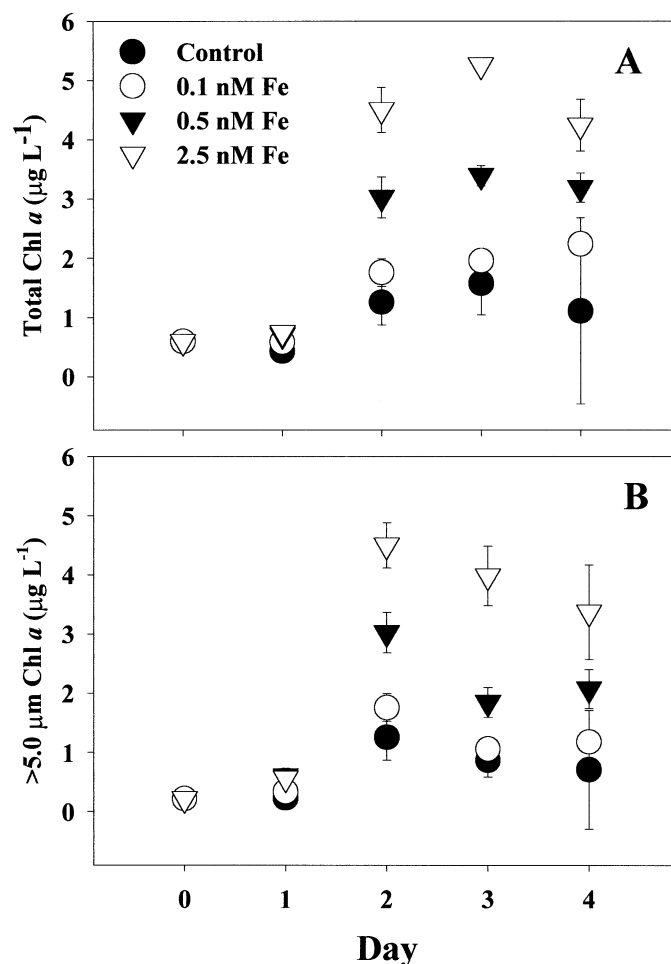 6
5
4
3
2
1
0
Total Chl a (µg L-1)
Control
0.1 nM Fe
0.5 nM Fe
2.5 nM Fe
A
6
5
4
3
2
1
0
>5.0 µm Chl a (µg L-1)
B
0 1 2 3 4
Day